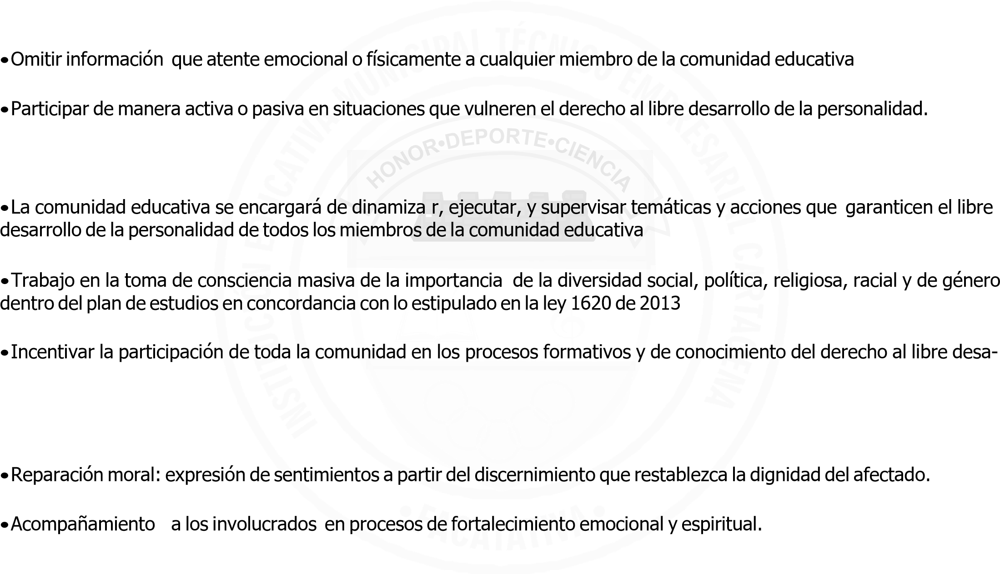 INSTITUCIÓN EDUCATIVA MUNICIPAL TÉCNICO EMPRESARIAL CARTAGENA
•Omitir información que atente emocional o físicamente a cualquier miembro de la comunidad educativa
•Participar de manera activa o pasiva en situaciones que vulneren el derecho al libre desarrollo de la personalidad.
HONOR•DEPORTE•CIENCIA
•La comunidad educativa se encargará de dinamiza r, ejecutar, y supervisar temáticas y acciones que garanticen el libre
desarrollo de la personalidad de todos los miembros de la comunidad educativa
•Trabajo en la toma de consciencia masiva de la importancia de la diversidad social, política, religiosa, racial y de género
dentro del plan de estudios en concordancia con lo estipulado en la ley 1620 de 2013
•Incentivar la participación de toda la comunidad en los procesos formativos y de conocimiento del derecho al libre desa-
•Reparación moral: expresión de sentimientos a partir del discernimiento que restablezca la dignidad del afectado.
•Acompañamiento a los involucrados en procesos de fortalecimiento emocional y espiritual.
• FACATATIVA •